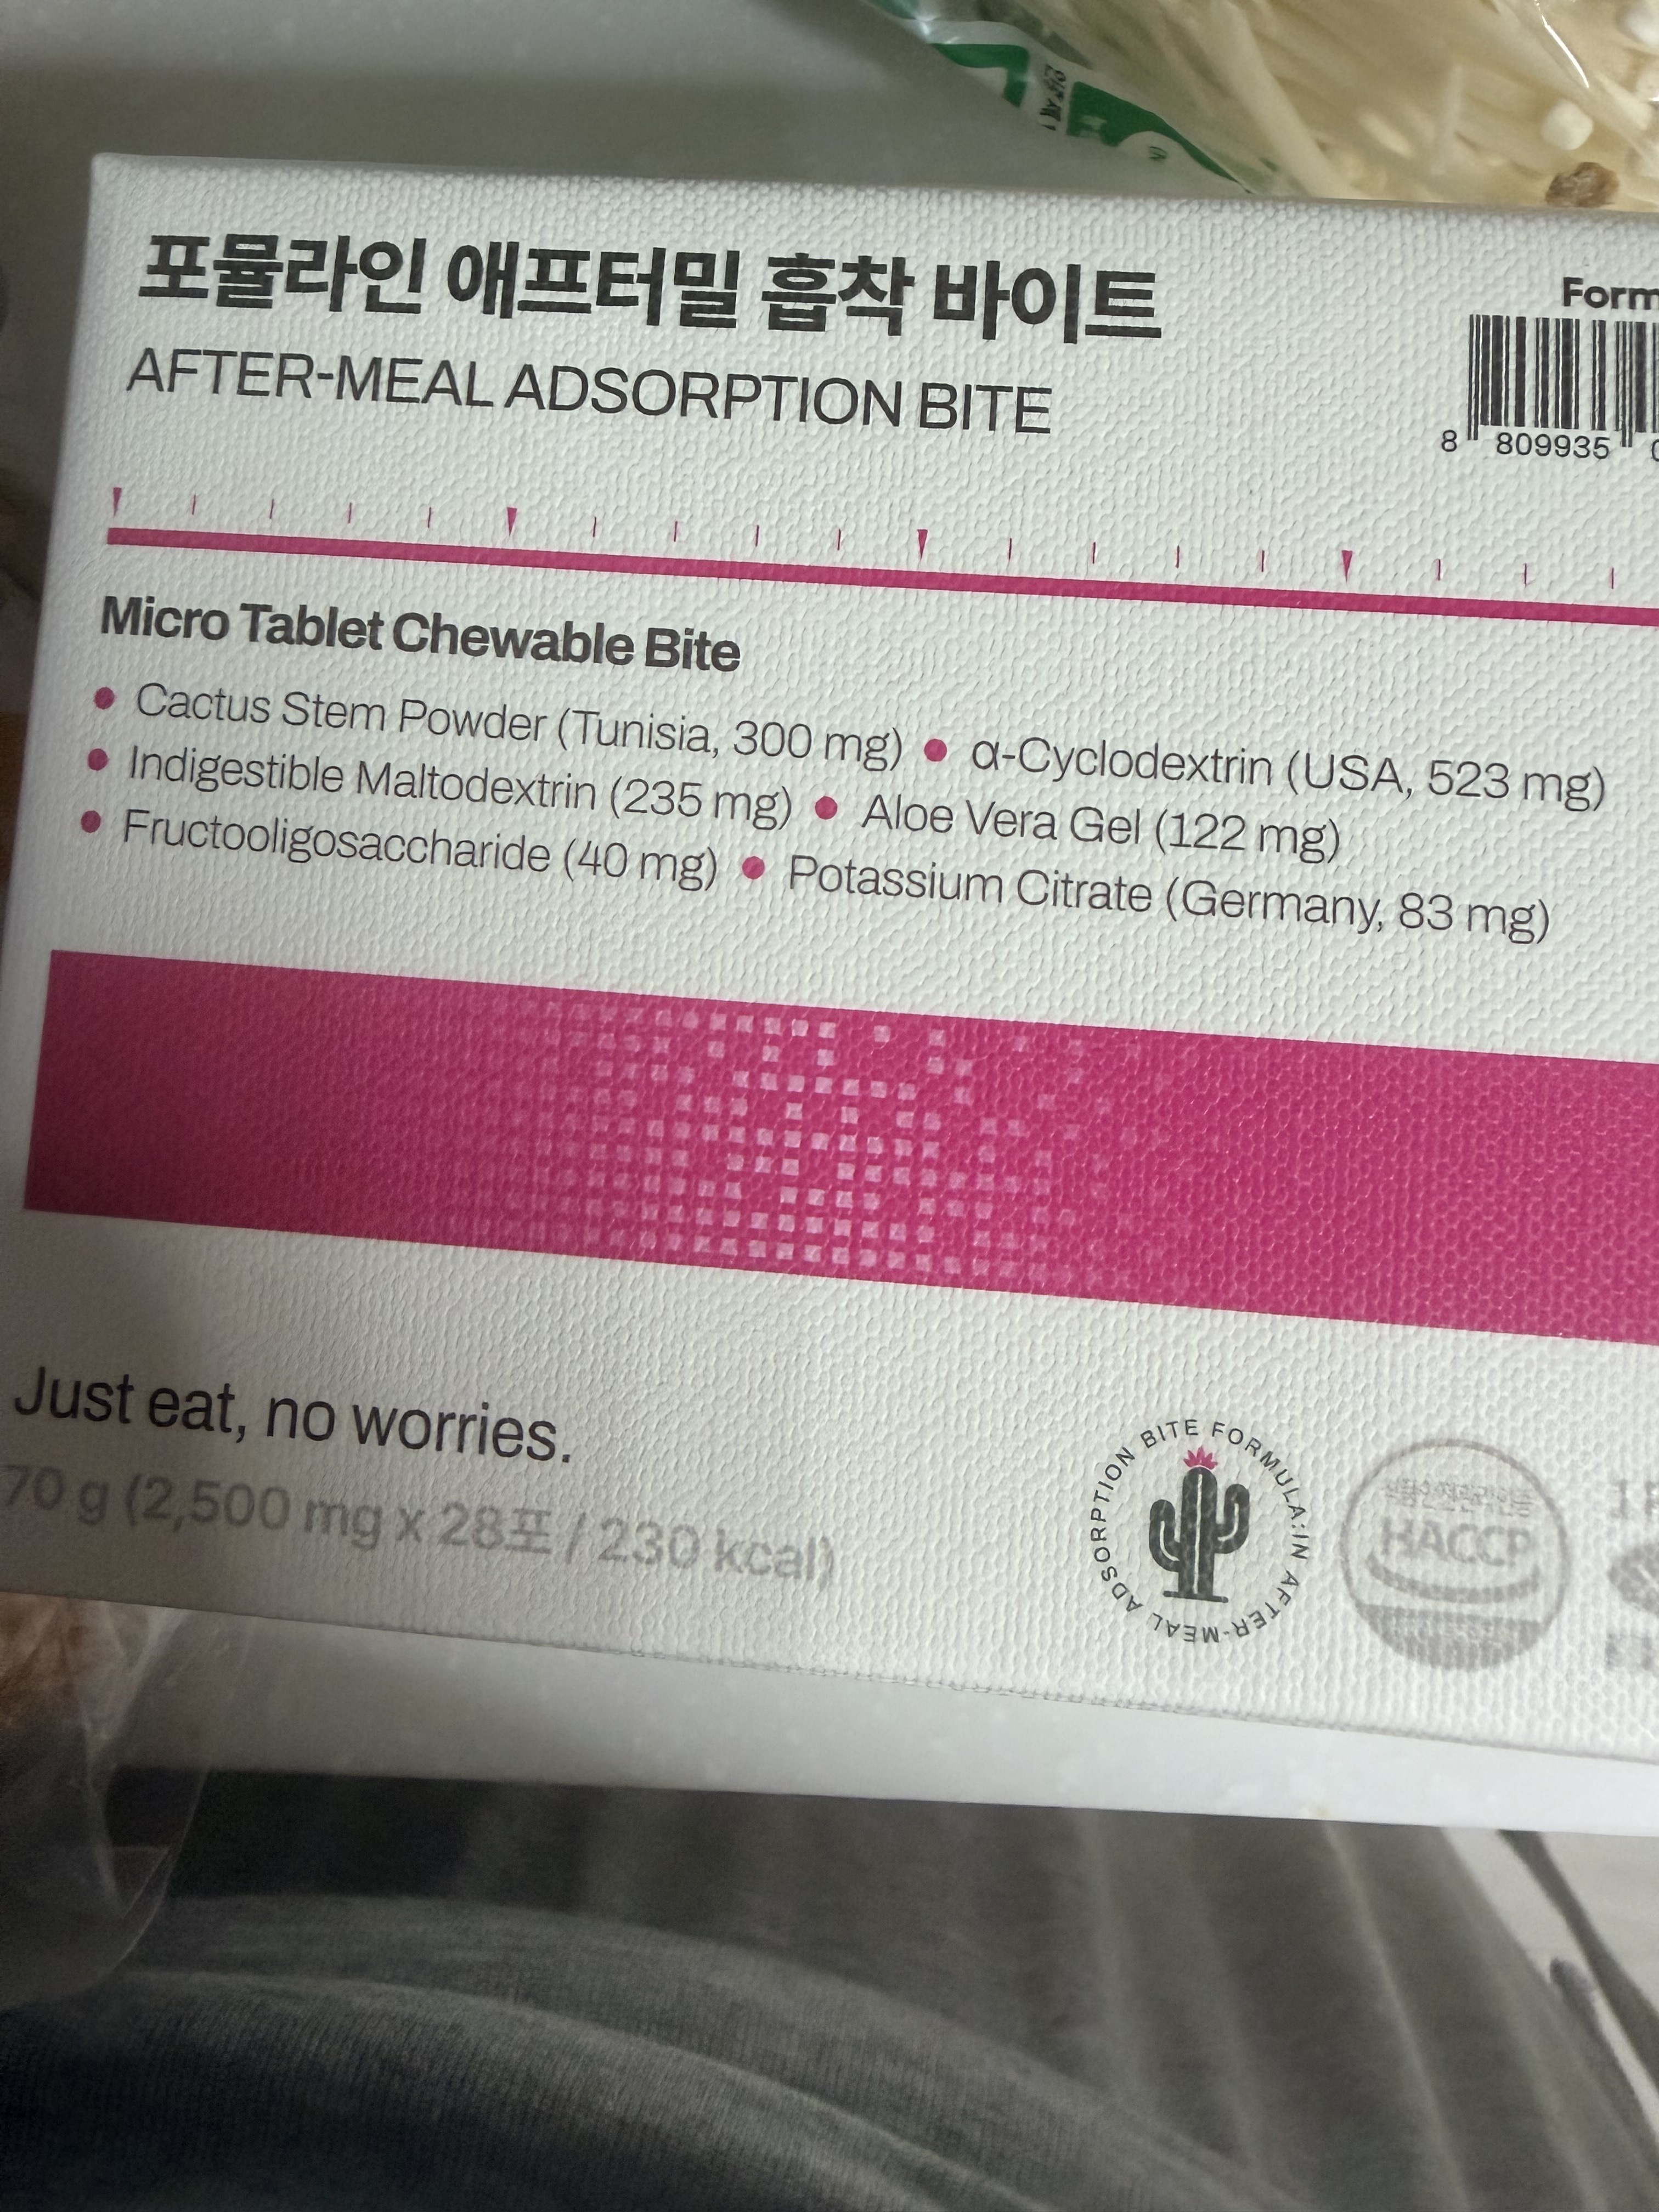 포뮬라인 애프터밀 흡착 바이트
AFTER-MEAL ADSORPTION BITE
Form
8 809935
Micro Tablet Chewable Bite
● Cactus Stem Powder (Tunisia, 300 mg) ● α-Cyclodextrin (USA, 523 mg)
● Indigestible Maltodextrin (235 mg) ● Aloe Vera Gel (122 mg)
● Fructooligosaccharide (40 mg) ● Potassium Citrate (Germany, 83 mg)
Just eat, no worries.
70 g (2,500 mg x 28포 / 230 kcal)
BITE FORMULA:IN AFTER-MEAL ADSORPTION
HACCP